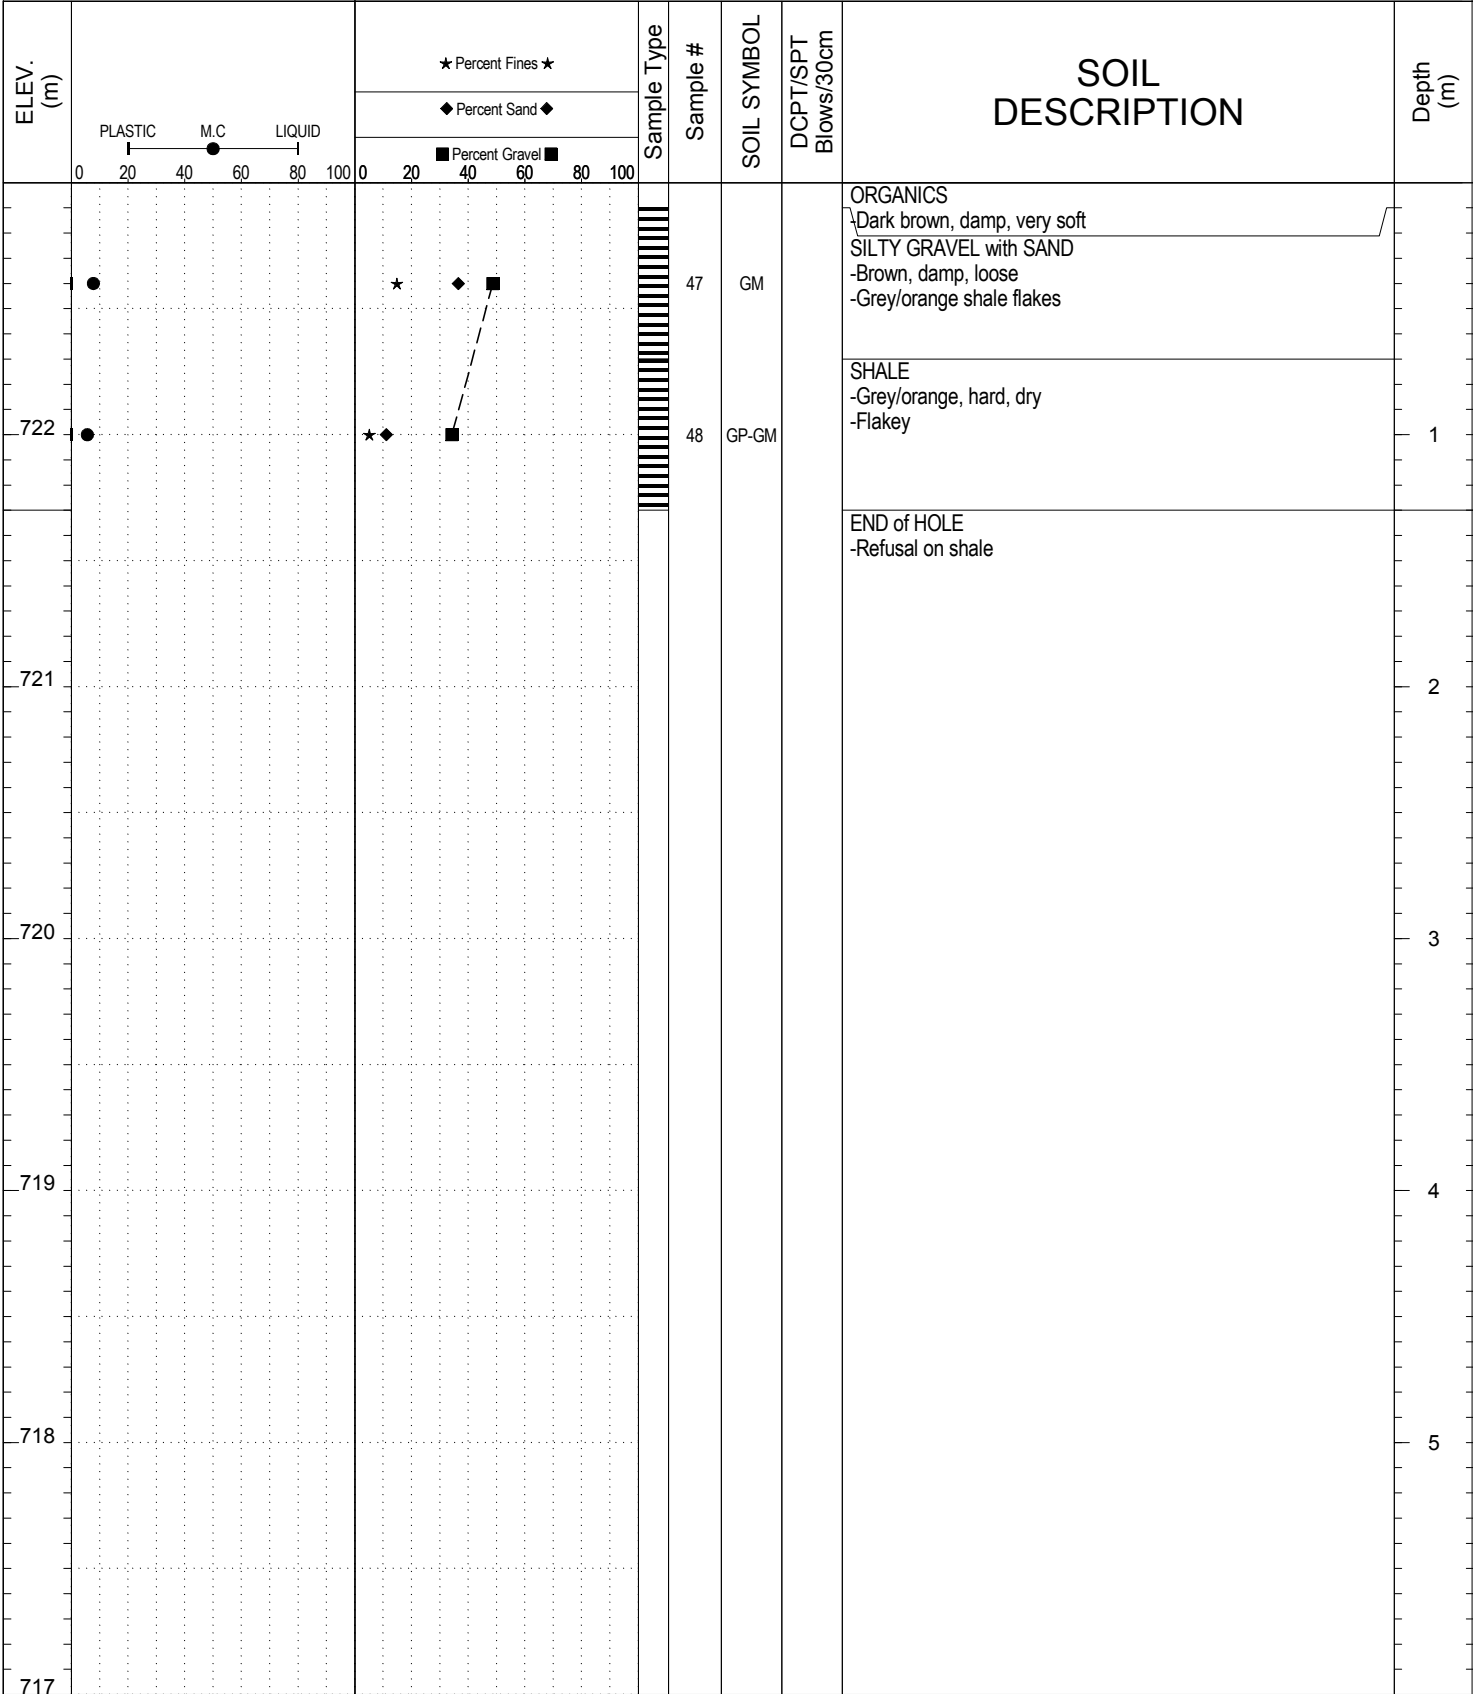 ELEV.
(m)
PLASTIC M.C LIQUID
0 20 40 60 80 100
★ Percent Fines ★
◆ Percent Sand ◆
■ Percent Gravel ■
0 20 40 60 80 100
Sample Type
Sample #
SOIL SYMBOL
DCPT/SPT
Blows/30cm
SOIL
DESCRIPTION
Depth
(m)
ORGANICS
-Dark brown, damp, very soft
SILTY GRAVEL with SAND
-Brown, damp, loose
47 GM
-Grey/orange shale flakes
SHALE
-Grey/orange, hard, dry
-Flakey
722 48 GP-GM 1
END of HOLE
-Refusal on shale
721 2
720 3
719 4
718 5
717